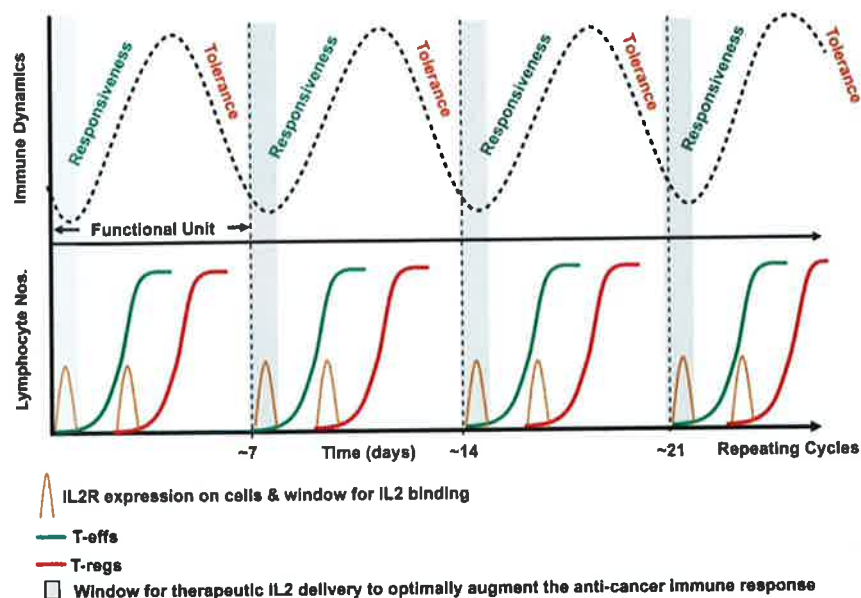 Immune Dynamics
Responsiveness
Tolerance
Responsiveness
Tolerance
Responsiveness
Tolerance
Responsiveness
Tolerance
Functional Unit
Lymphocyte Nos.
~7
Time (days)
~14
~21
Repeating Cycles
IL2R expression on cells & window for IL2 binding
T-effs
T-regs
Window for therapeutic IL2 delivery to optimally augment the anti-cancer immune response